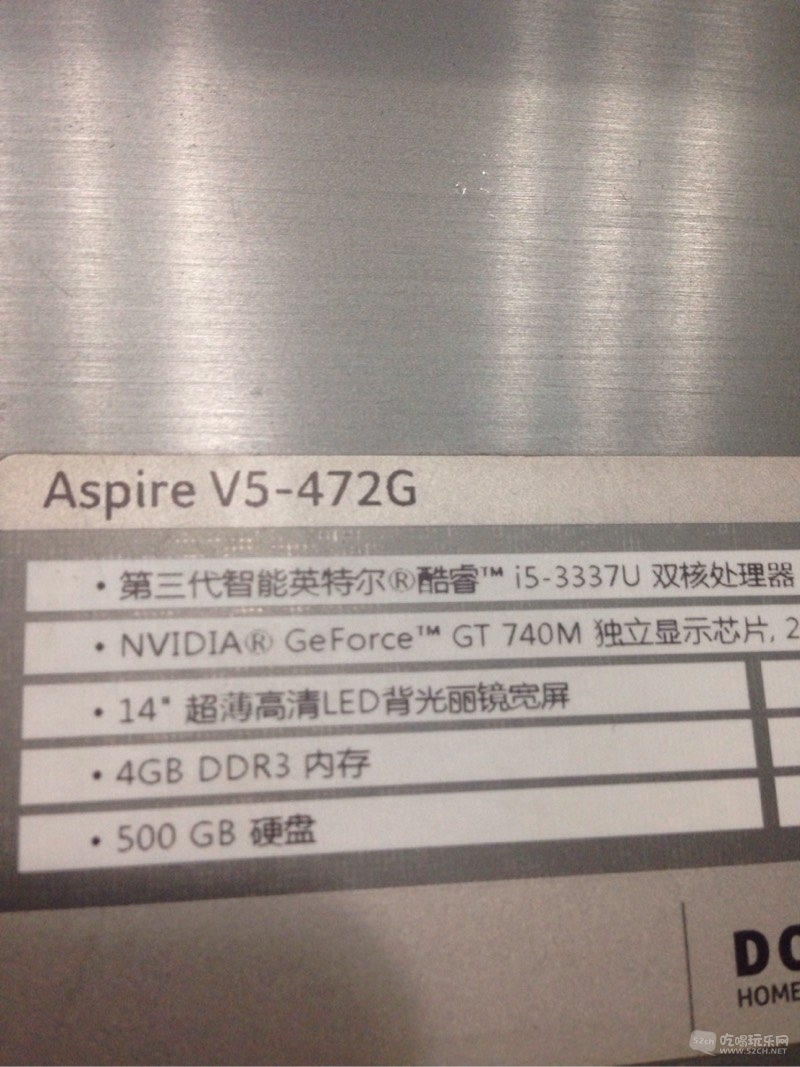 Aspire V5-472G
• 第三代智能英特尔®酷睿™ i5-3337U 双核处理器
• NVIDIA® GeForce™ GT 740M 独立显示芯片, 2
• 14" 超薄高清LED背光丽镜宽屏
• 4GB DDR3 内存
• 500 GB 硬盘
DO
HOME
52ch 吃喝玩乐网
WWW.52CH.NET